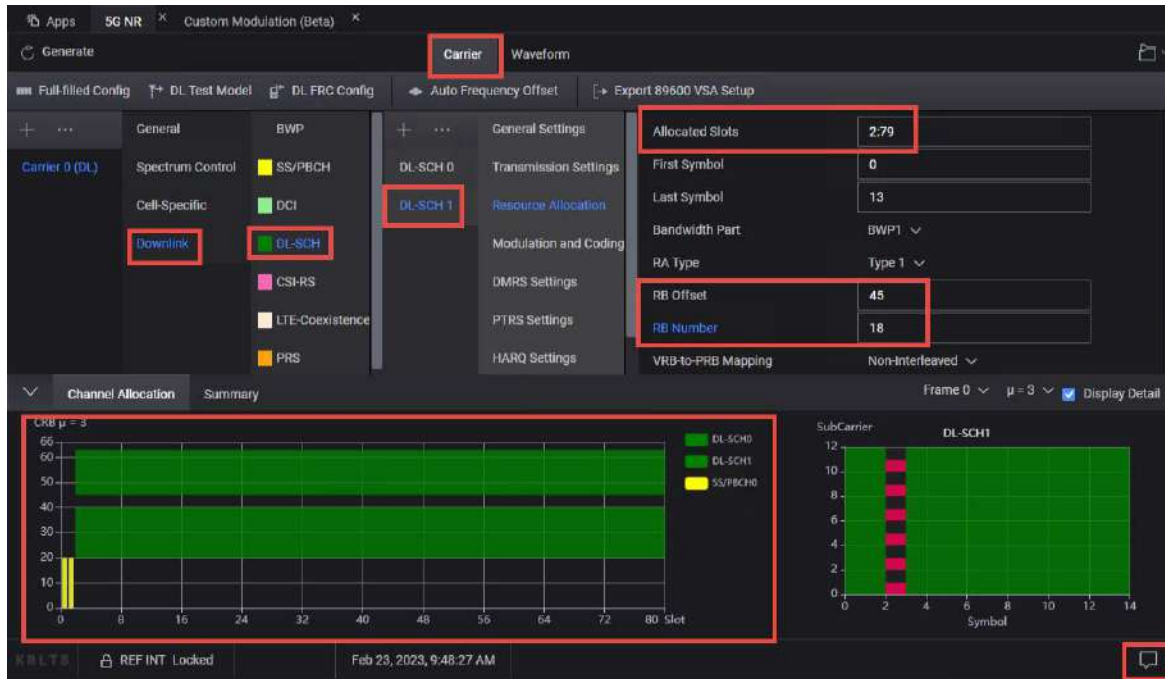 Apps 5G NR × Custom Modulation (Beta) ×
Generate Carrier Waveform
Full-filled Config DL Test Model DL FRC Config Auto Frequency Offset Export 89600 VSA Setup
+ ... General BWP + ... General Settings Allocated Slots 2:79
Carrier 0 (DL) Spectrum Control SS/PBCH DL-SCH 0 Transmission Settings First Symbol 0
Cell-Specific DCI DL-SCH 1 Resource Allocation Last Symbol 13
Downlink DL-SCH Modulation and Coding Bandwidth Part BWP1
RA Type Type 1
CSI-RS DMRS Settings RB Offset 45
LTE-Coexistence PTRS Settings RB Number 18
PRS HARQ Settings VRB-to-PRB Mapping Non-Interleaved
Channel Allocation Summary Frame 0 μ = 3 Display Detail
CRB μ = 3
66
60
50
40
30
20
10
0
0 8 16 24 32 40 48 56 64 72 80 Slot
DL-SCH0
DL-SCH1
SS/PBCH0
SubCarrier DL-SCH1
12
10
8
6
4
2
0
0 2 4 6 8 10 12 14
Symbol
REF INT Locked Feb 23, 2023, 9:48:27 AM